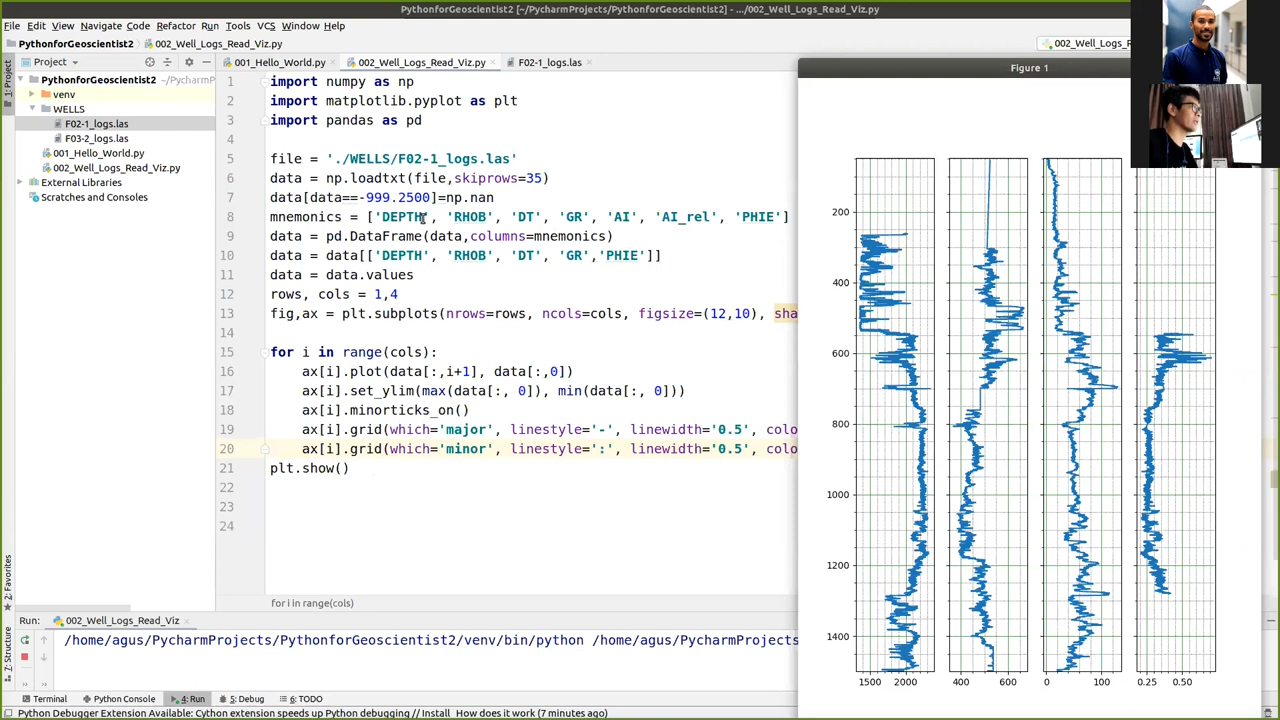 PythonforGeoscientist2 [~/PycharmProjects/PythonforGeoscientist2] - .../002_Well_Logs_Read_Viz.py
File Edit View Navigate Code Refactor Run Tools VCS Window Help
PythonforGeoscientist2 002_Well_Logs_Read_Viz.py
002_Well_Logs_R
Project
001_Hello_World.py 002_Well_Logs_Read_Viz.py F02-1_logs.las
Figure 1
1: Project
PythonforGeoscientist2 ~/PycharmP
venv
WELLS
F02-1_logs.las
F03-2_logs.las
001_Hello_World.py
002_Well_Logs_Read_Viz.py
External Libraries
Scratches and Consoles
1 import numpy as np
2 import matplotlib.pyplot as plt
3 import pandas as pd
4
5 file = './WELLS/F02-1_logs.las'
6 data = np.loadtxt(file,skiprows=35)
7 data[data==-999.2500]=np.nan
8 mnemonics = ['DEPTH', 'RHOB', 'DT', 'GR', 'AI', 'AI_rel', 'PHIE']
9 data = pd.DataFrame(data,columns=mnemonics)
10 data = data[['DEPTH', 'RHOB', 'DT', 'GR','PHIE']]
11 data = data.values
12 rows, cols = 1,4
13 fig,ax = plt.subplots(nrows=rows, ncols=cols, figsize=(12,10), sha
14
15 for i in range(cols):
16 ax[i].plot(data[:,i+1], data[:,0])
17 ax[i].set_ylim(max(data[:, 0]), min(data[:, 0]))
18 ax[i].minorticks_on()
19 ax[i].grid(which='major', linestyle='-', linewidth='0.5', colo
20 ax[i].grid(which='minor', linestyle=':', linewidth='0.5', colo
21 plt.show()
22
23
24
for i in range(cols)
200
400
600
800
1000
1200
1400
1500 2000 400 600 0 100 0.25 0.50
2: Favorites
7: Structure
Run: 002_Well_Logs_Read_Viz
/home/agus/PycharmProjects/PythonforGeoscientist2/venv/bin/python /home/agus/PycharmProjects
Terminal Python Console 4: Run 5: Debug 6: TODO
Python Debugger Extension Available: Cython extension speeds up Python debugging // Install How does it work (7 minutes ago)